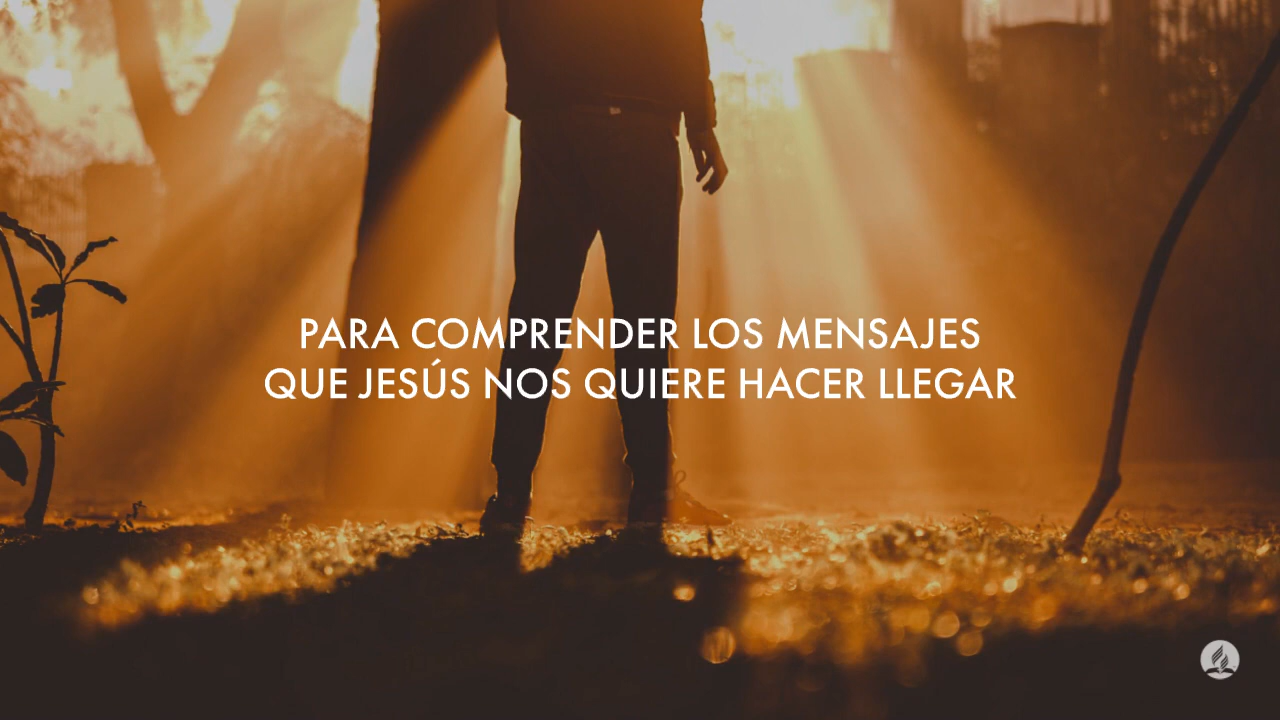 PARA COMPRENDER LOS MENSAJES
QUE JESÚS NOS QUIERE HACER LLEGAR